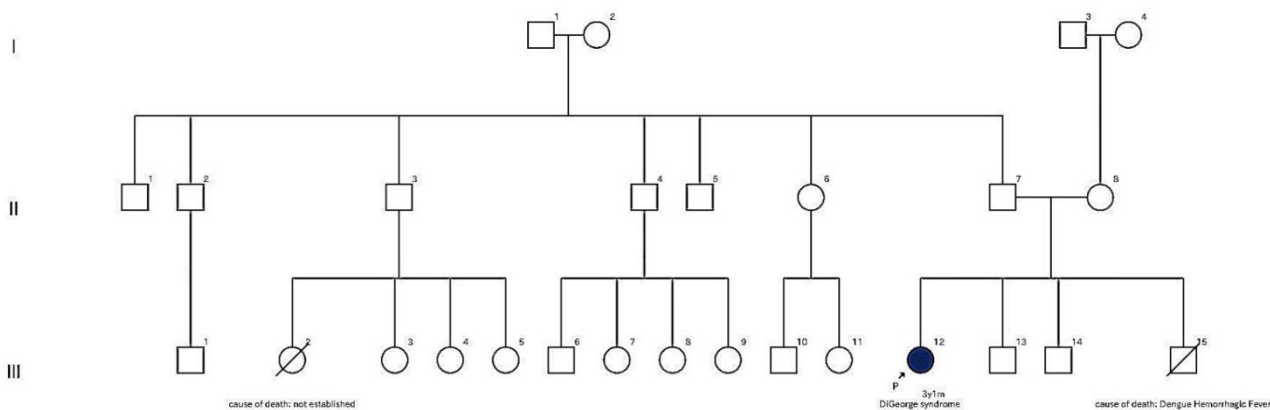 I 1 2 3 4
II 1 2 3 4 5 6 7 8
III 1 2 3 4 5 6 7 8 9 10 11 12 13 14 15
P
3y1m
cause of death: not established DiGeorge syndrome cause of death: Dengue Hemorrhagic Fever